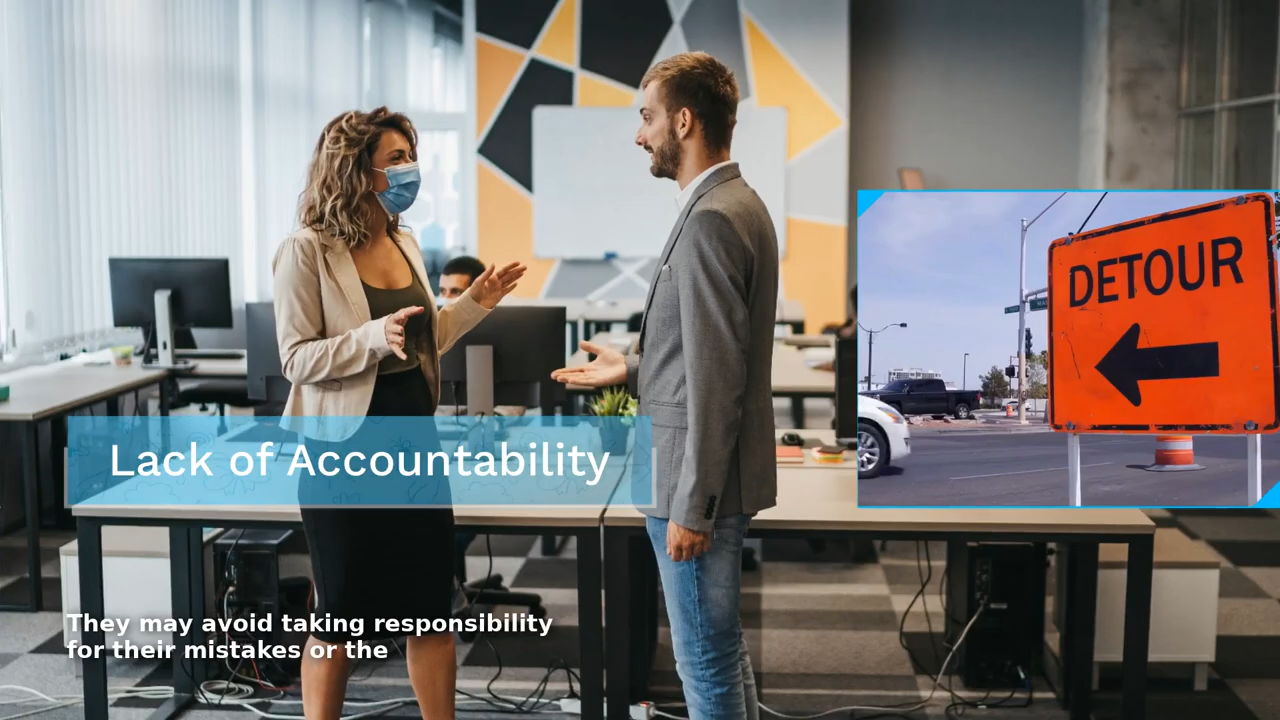 DETOUR
Lack of Accountability
They may avoid taking responsibility
for their mistakes or the